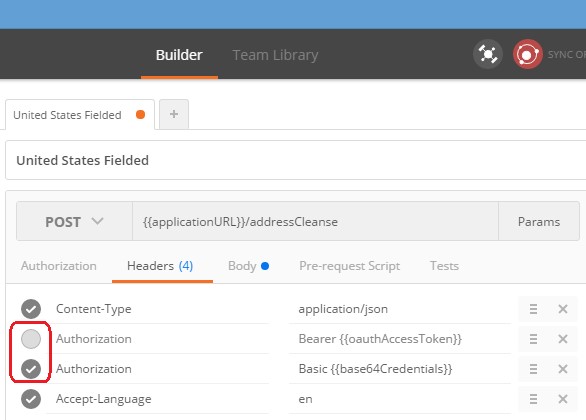 Builder Team Library SYNC OF
United States Fielded +
United States Fielded
POST {{applicationURL}}/addressCleanse Params
Authorization Headers (4) Body Pre-request Script Tests
Content-Type application/json
Authorization Bearer {{oauthAccessToken}}
Authorization Basic {{base64Credentials}}
Accept-Language en